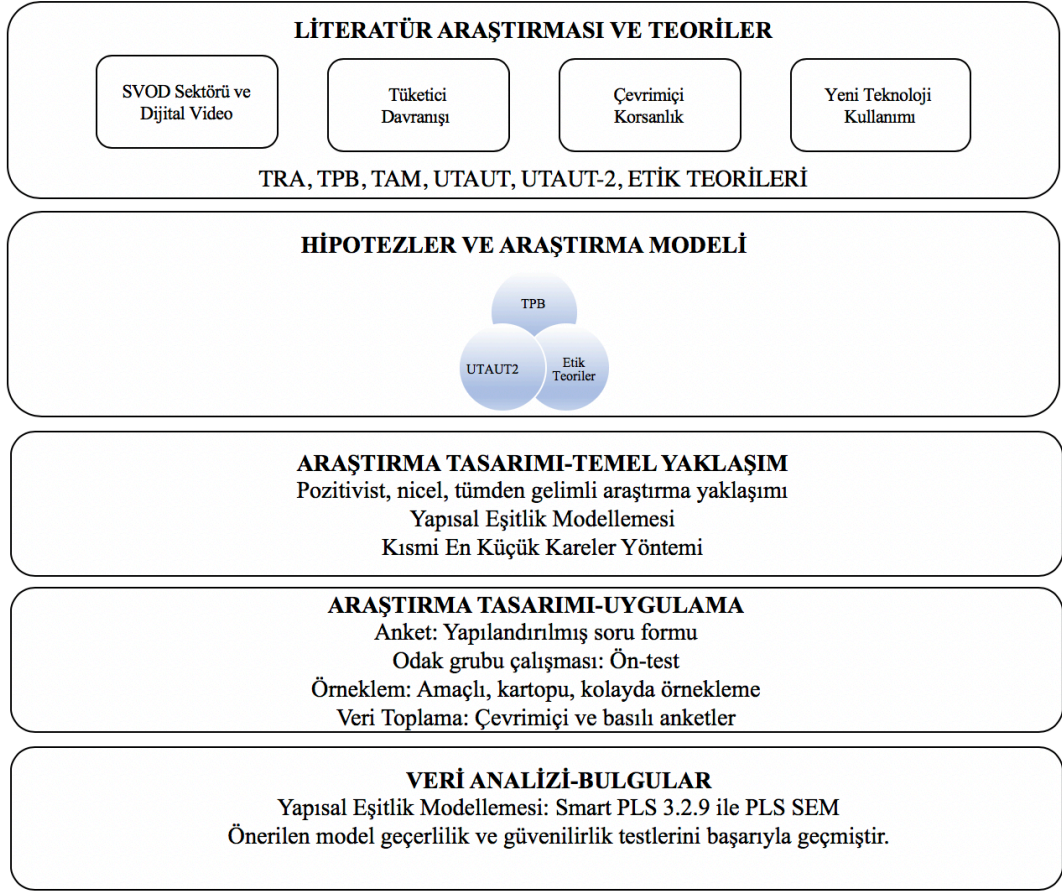 LİTERATÜR ARAŞTIRMASI VE TEORİLER
SVOD Sektörü ve
Dijital Video
Tüketici
Davranışı
Çevrimiçi
Korsanlık
Yeni Teknoloji
Kullanımı
TRA, TPB, TAM, UTAUT, UTAUT-2, ETİK TEORİLERİ
HİPOTEZLER VE ARAŞTIRMA MODELİ
TPB
UTAUT2
Etik
Teoriler
ARAŞTIRMA TASARIMI-TEMEL YAKLAŞIM
Pozitivist, nicel, tümden gelimli araştırma yaklaşımı
Yapısal Eşitlik Modellemesi
Kısmi En Küçük Kareler Yöntemi
ARAŞTIRMA TASARIMI-UYGULAMA
Anket: Yapılandırılmış soru formu
Odak grubu çalışması: Ön-test
Örneklem: Amaçlı, kartopu, kolayda örnekleme
Veri Toplama: Çevrimiçi ve basılı anketler
VERİ ANALİZİ-BULGULAR
Yapısal Eşitlik Modellemesi: Smart PLS 3.2.9 ile PLS SEM
Önerilen model geçerlilik ve güvenilirlik testlerini başarıyla geçmiştir.